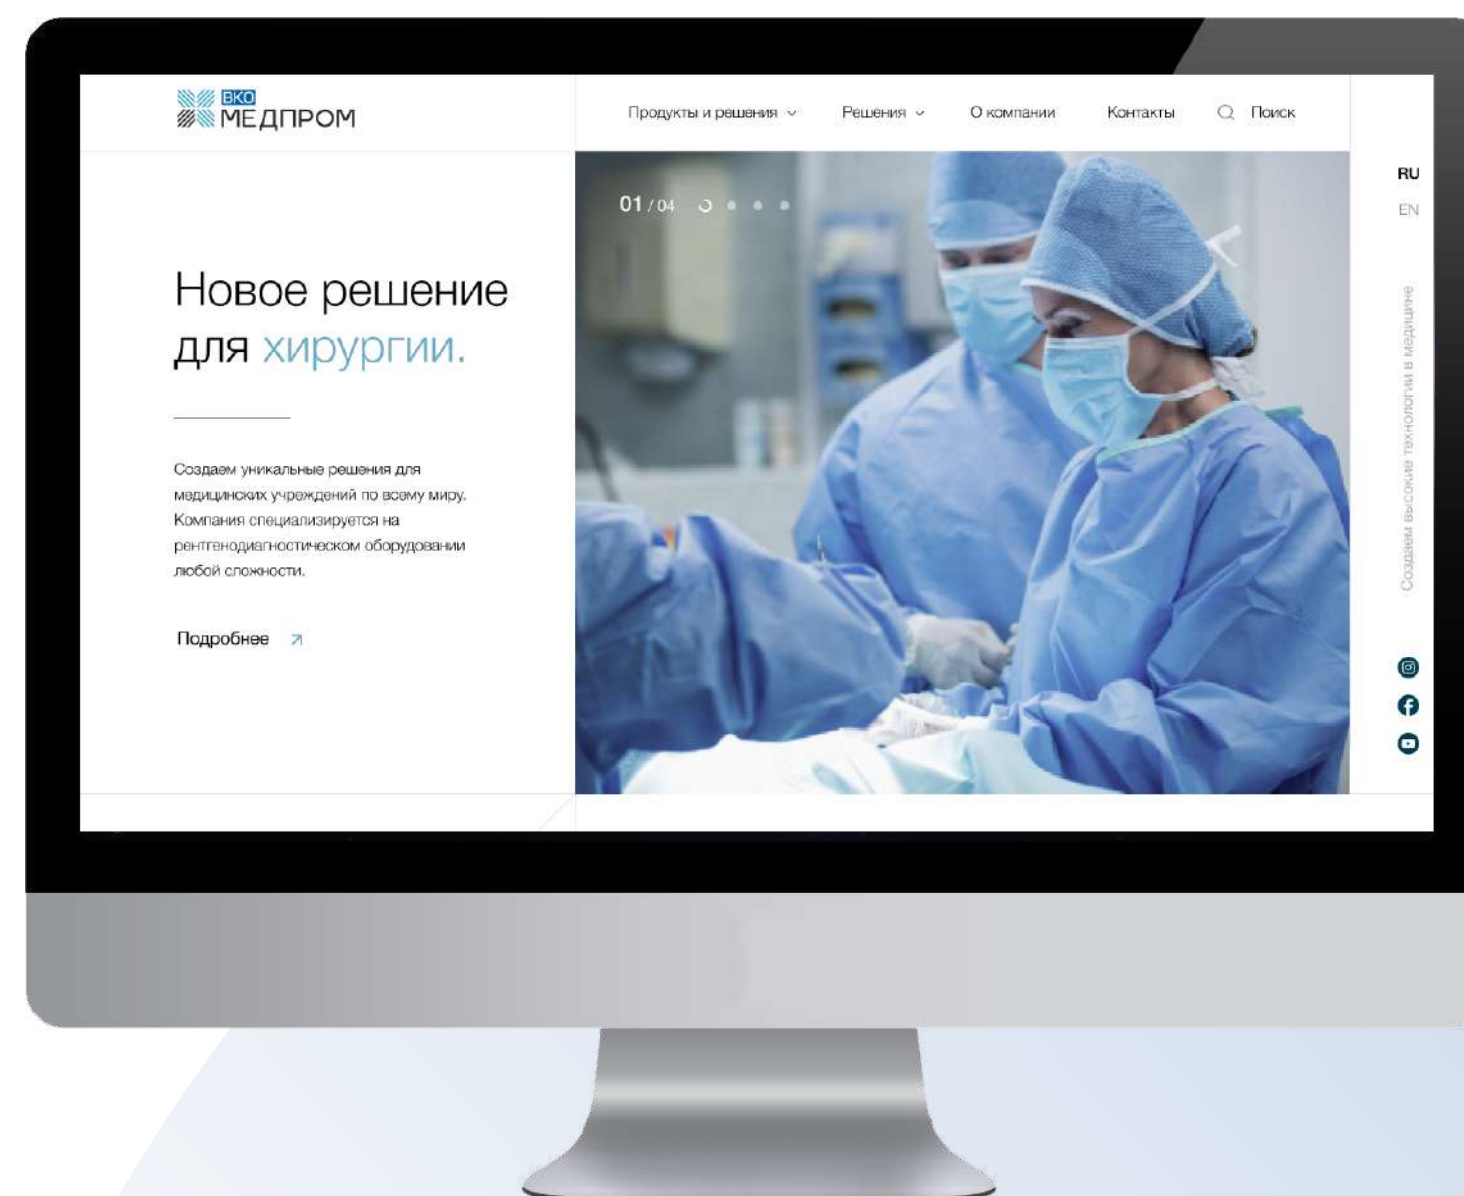 ВКО
МЕДПРОМ
Продукты и решения
Решения
О компании
Контакты
Поиск
RU
EN
01 / 04
Новое решение
для хирургии.
Создаем уникальные решения для
медицинских учреждений по всему миру.
Компания специализируется на
рентгенодиагностическом оборудовании
любой сложности.
Подробнее
Создаем высокие технологии в медицине